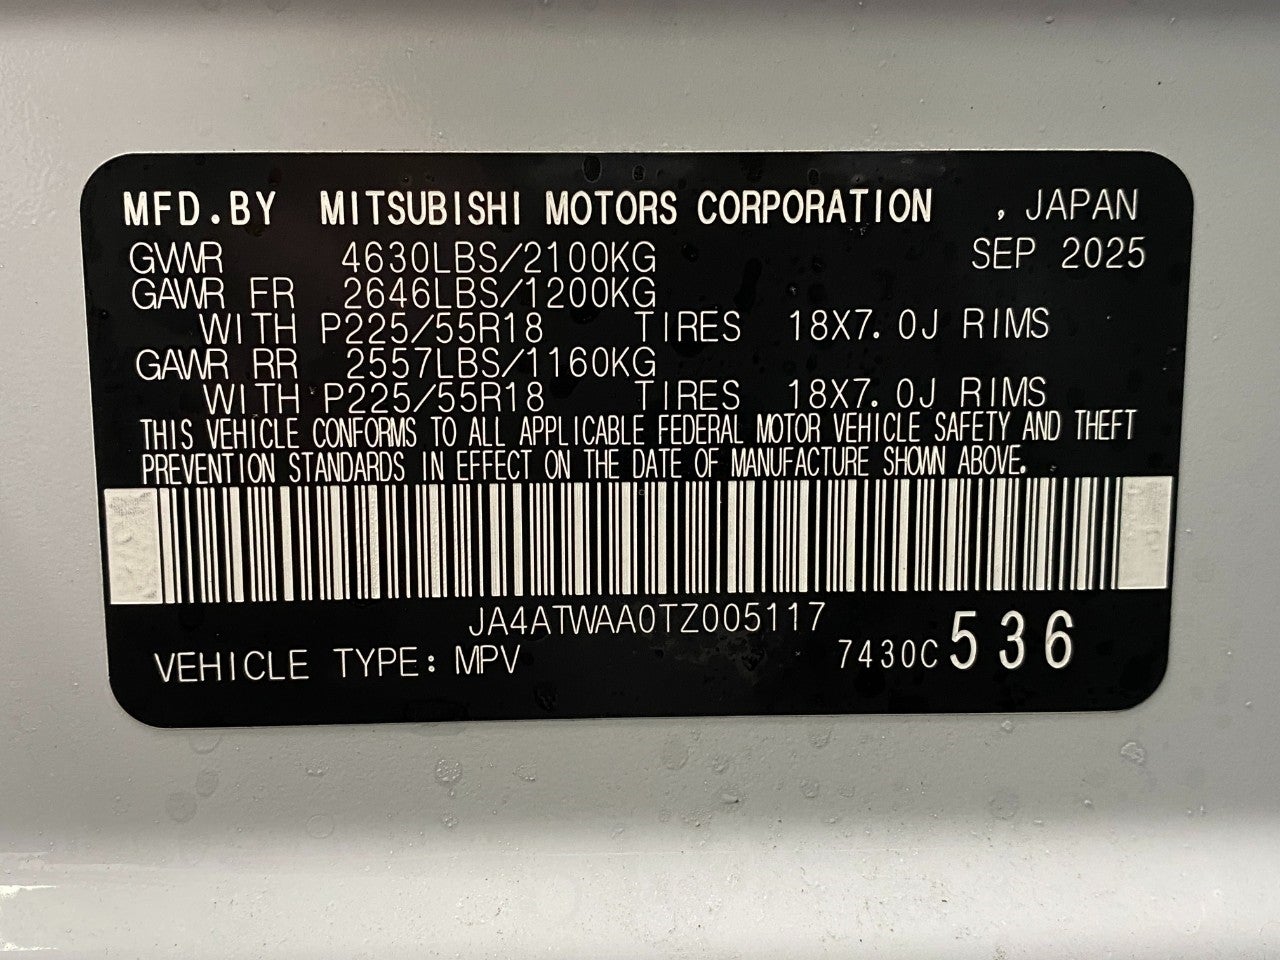 MFD.BY MITSUBISHI MOTORS CORPORATION , JAPAN
GVWR 4630LBS/2100KG SEP 2025
GAWR FR 2646LBS/1200KG
WITH P225/55R18 TIRES 18X7.0J RIMS
GAWR RR 2557LBS/1160KG
WITH P225/55R18 TIRES 18X7.0J RIMS
THIS VEHICLE CONFORMS TO ALL APPLICABLE FEDERAL MOTOR VEHICLE SAFETY AND THEFT
PREVENTION STANDARDS IN EFFECT ON THE DATE OF MANUFACTURE SHOWN ABOVE.
JA4ATWAA0TZ005117
VEHICLE TYPE: MPV 7430C 536